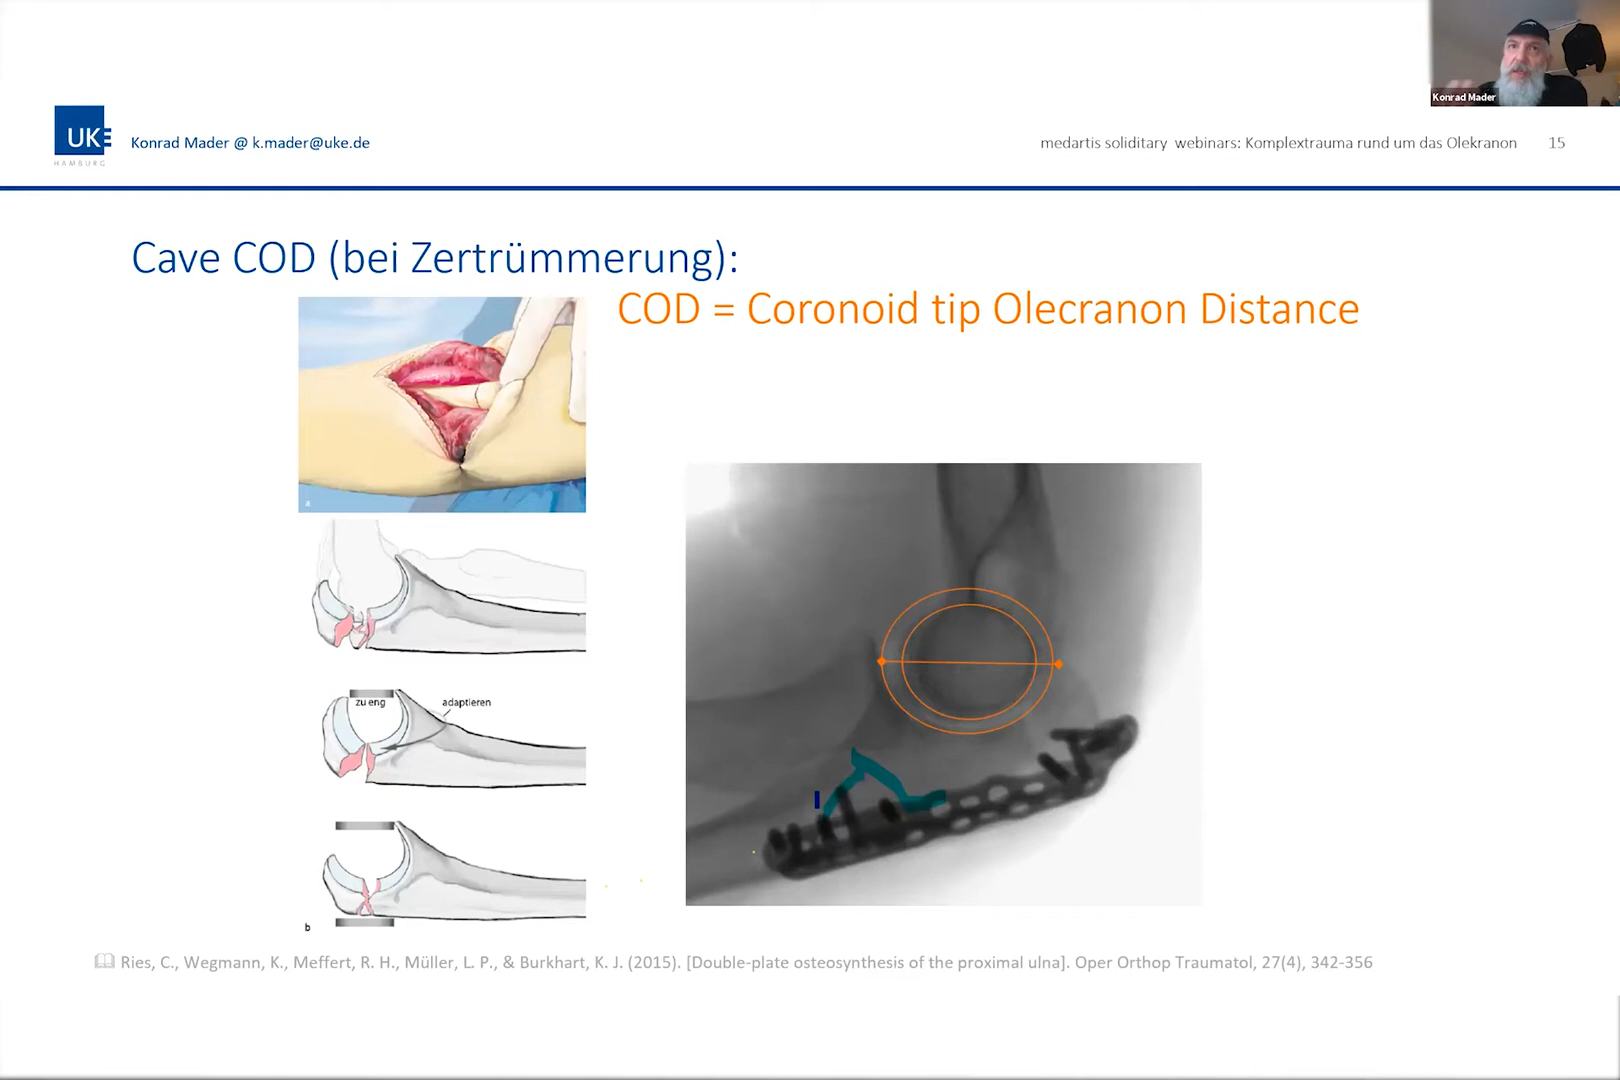 Konrad Mader
UKE
HAMBURG
Konrad Mader @ k.mader@uke.de
medartis soliditary webinars: Komplextrauma rund um das Olekranon 15
Cave COD (bei Zertrümmerung):
COD = Coronoid tip Olecranon Distance
a
zu eng
adaptieren
b
Ries, C., Wegmann, K., Meffert, R. H., Müller, L. P., & Burkhart, K. J. (2015). [Double-plate osteosynthesis of the proximal ulna]. Oper Orthop Traumatol, 27(4), 342-356